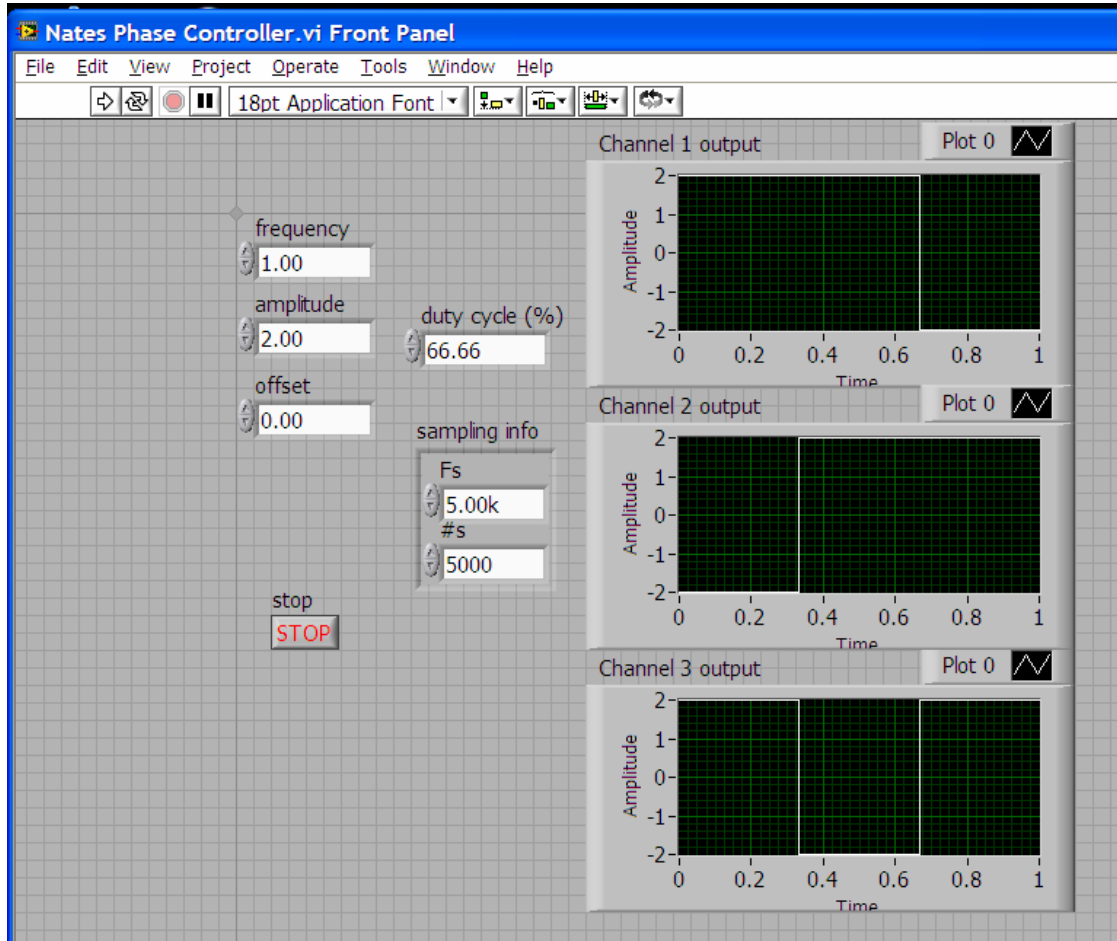 Nates Phase Controller.vi Front Panel
File Edit View Project Operate Tools Window Help
18pt Application Font
frequency
1.00
amplitude
2.00
duty cycle (%)
66.66
offset
0.00
sampling info
Fs
5.00k
#s
5000
stop
STOP
Channel 1 output
Plot 0
Amplitude
2
1
0
-1
-2
0 0.2 0.4 0.6 0.8 1
Time
Channel 2 output
Plot 0
Amplitude
2
1
0
-1
-2
0 0.2 0.4 0.6 0.8 1
Time
Channel 3 output
Plot 0
Amplitude
2
1
0
-1
-2
0 0.2 0.4 0.6 0.8 1
Time